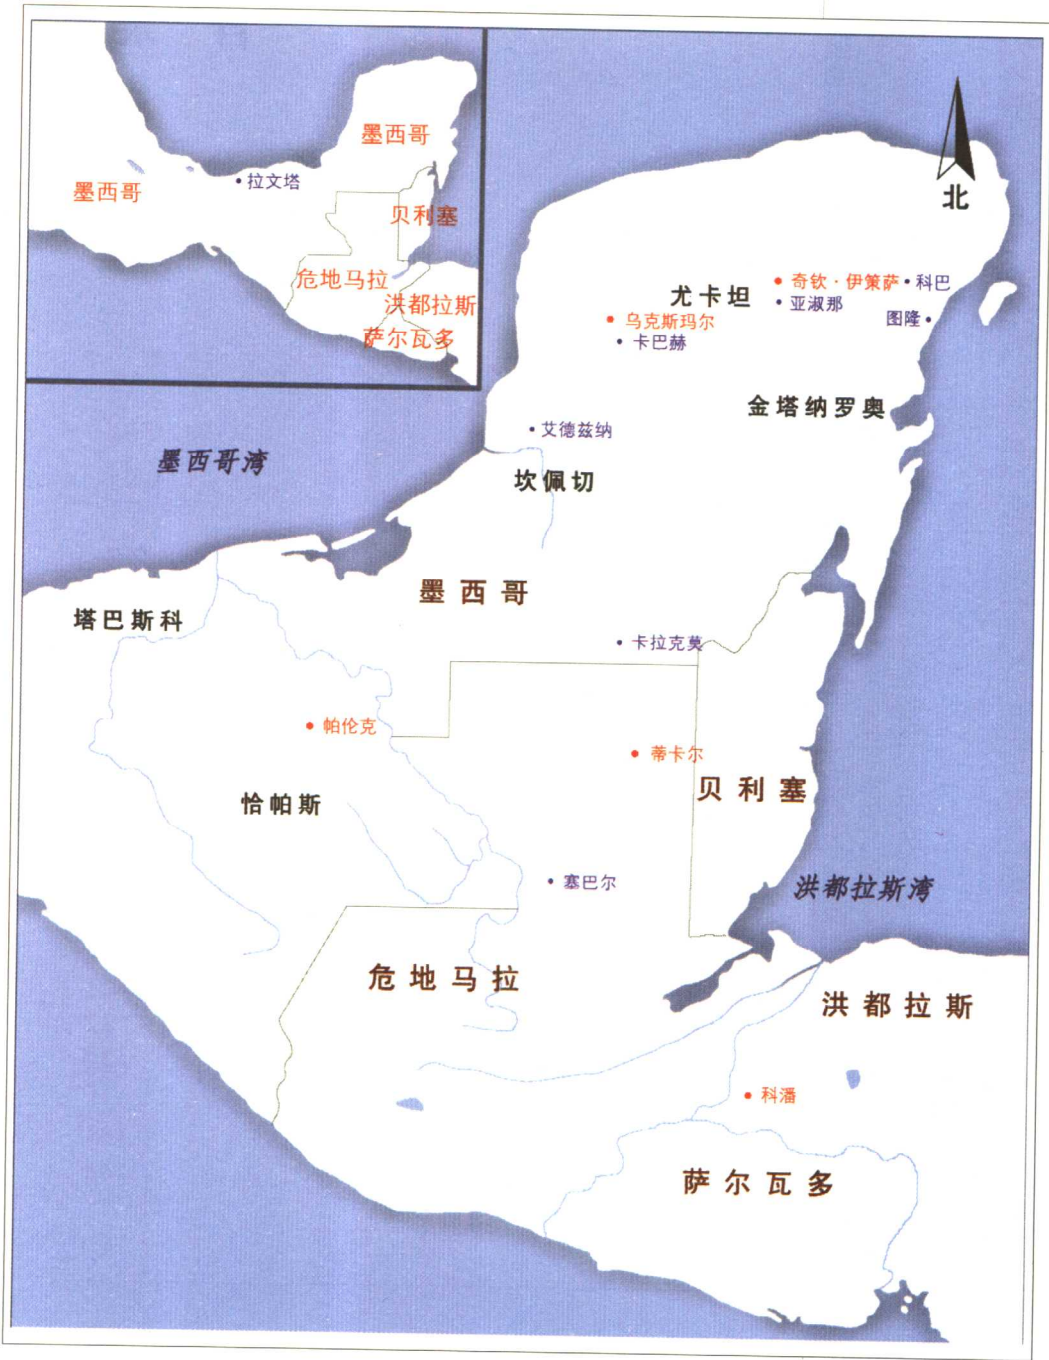 墨西哥
墨西哥
拉文塔
贝利塞
危地马拉
洪都拉斯
萨尔瓦多
北
奇钦·伊策萨
科巴
尤卡坦
亚淑那
乌克斯玛尔
图隆
卡巴赫
金塔纳罗奥
艾德兹纳
墨西哥湾
坎佩切
墨西哥
塔巴斯科
卡拉克莫
帕伦克
蒂卡尔
贝利塞
恰帕斯
塞巴尔
洪都拉斯湾
危地马拉
洪都拉斯
科潘
萨尔瓦多